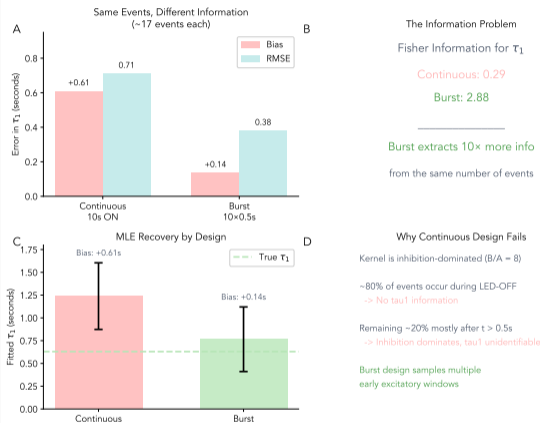 A
Same Events, Different Information
(~17 events each)
Error in τ₁ (seconds)
0.8
0.6
0.4
0.2
0.0
Bias
RMSE
+0.61
0.71
+0.14
0.38
Continuous
10s ON
Burst
10×0.5s
B
The Information Problem
Fisher Information for τ₁
Continuous: 0.29
Burst: 2.88
Burst extracts 10× more info
from the same number of events
C
MLE Recovery by Design
Fitted τ₁ (seconds)
1.75
1.50
1.25
1.00
0.75
0.50
0.25
0.00
True τ₁
Bias: +0.61s
Bias: +0.14s
Continuous
Burst
D
Why Continuous Design Fails
Kernel is inhibition-dominated (B/A = 8)
~80% of events occur during LED-OFF
-> No tau1 information
Remaining ~20% mostly after t > 0.5s
-> Inhibition dominates, tau1 unidentifiable
Burst design samples multiple
early excitatory windows